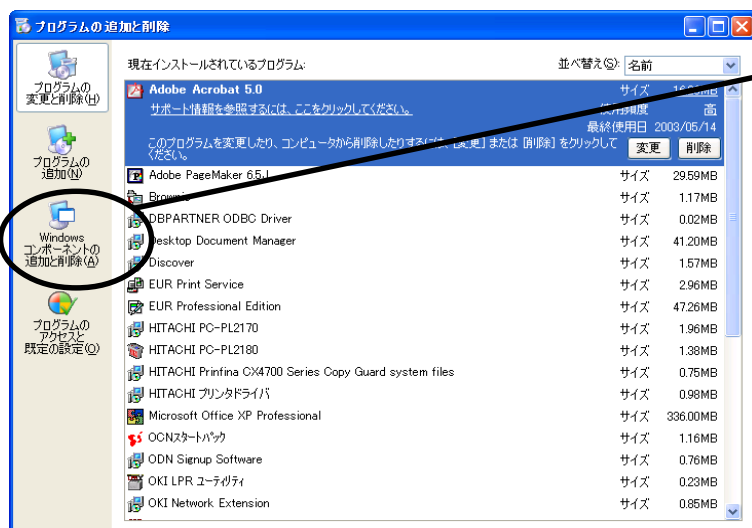 プログラムの追加と削除
現在インストールされているプログラム:
並べ替え(S): 名前
プログラムの
変更と削除(H)
プログラムの
追加(N)
Windows
コンポーネントの
追加と削除(A)
プログラムの
アクセスと
既定の設定(O)
Adobe Acrobat 5.0 サイズ
サポート情報を参照するには、ここをクリックしてください。 使用頻度 高
最終使用日 2003/05/14
このプログラムを変更したり、コンピュータから削除したりするには、[変更] または [削除] をクリックして
ください。
変更 削除
Adobe PageMaker 6.5J サイズ 29.59MB
Brownie サイズ 1.17MB
DBPARTNER ODBC Driver サイズ 0.02MB
Desktop Document Manager サイズ 41.20MB
Discover サイズ 1.57MB
EUR Print Service サイズ 2.96MB
EUR Professional Edition サイズ 47.26MB
HITACHI PC-PL2170 サイズ 1.96MB
HITACHI PC-PL2180 サイズ 1.38MB
HITACHI Prinfina CX4700 Series Copy Guard system files サイズ 0.75MB
HITACHI プリンタドライバ サイズ 0.98MB
Microsoft Office XP Professional サイズ 336.00MB
OCNスタートパック サイズ 1.16MB
ODN Signup Software サイズ 0.76MB
OKI LPR ユーティリティ サイズ 0.23MB
OKI Network Extension サイズ 0.85MB